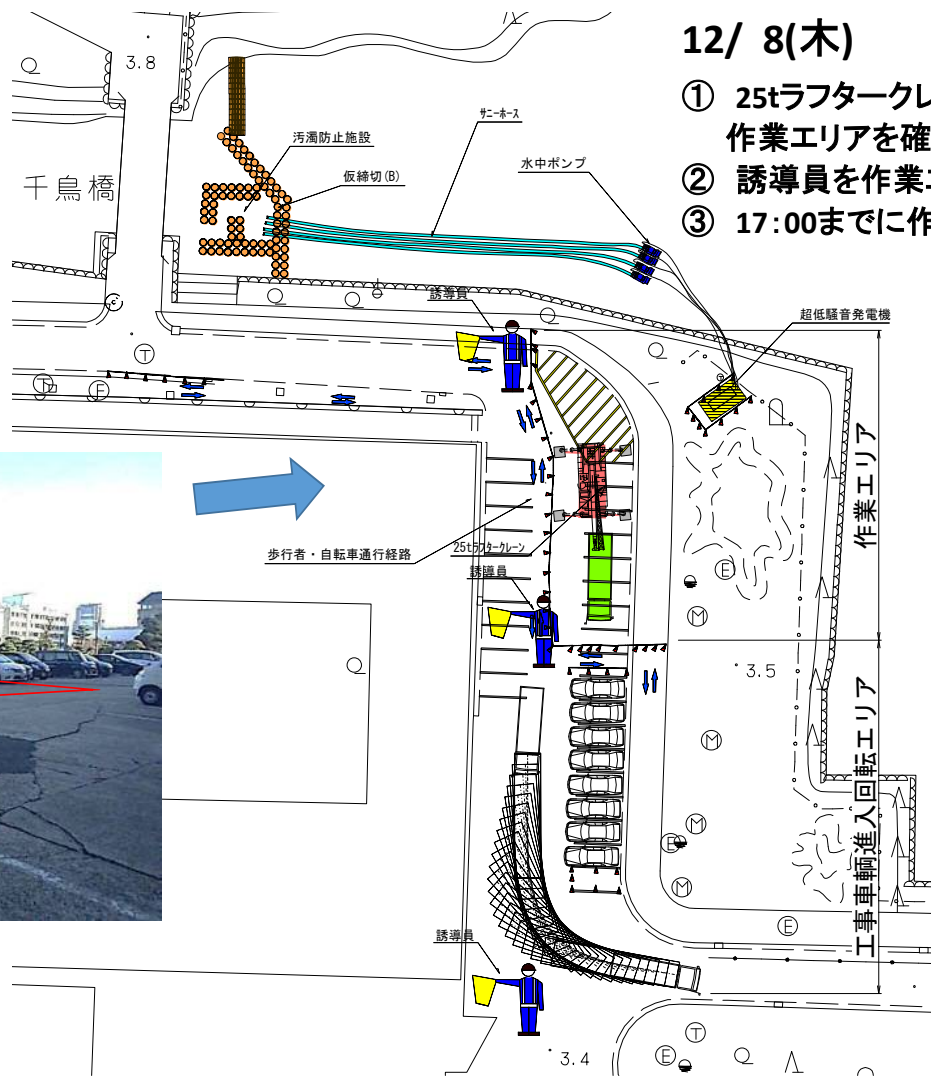 12/ 8(木)
① 25tラフタークレ
作業エリアを確
② 誘導員を作業エ
③ 17:00までに作
3.8
千鳥橋
汚濁防止施設
仮締切(B)
サニーホース
水中ポンプ
誘導員
超低騒音発電機
作業エリア
歩行者・自転車通行経路
25tラフタークレーン
誘導員
3.5
工事車輌進入回転エリア
誘導員
3.4
T
T
E
E
M
M
M
E
M
E
T
E